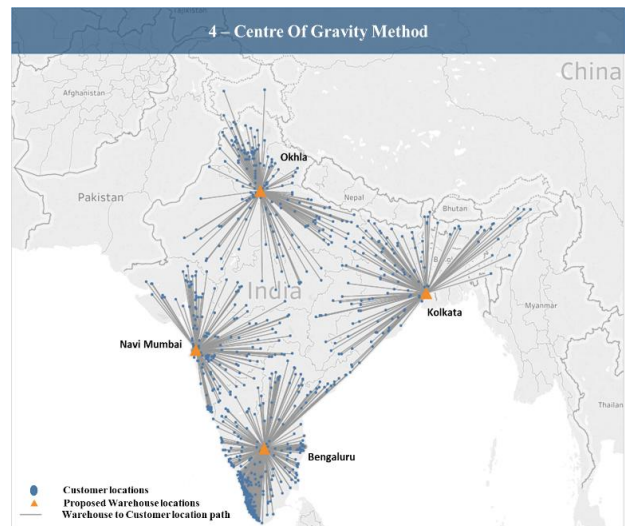 4 – Centre Of Gravity Method
China
Afghanistan
Okhla
Pakistan
Nepal
Bhutan
India
Kolkata
Myanmar
Navi Mumbai
Thailan
Bengaluru
Customer locations
Proposed Warehouse locations
Warehouse to Customer location path